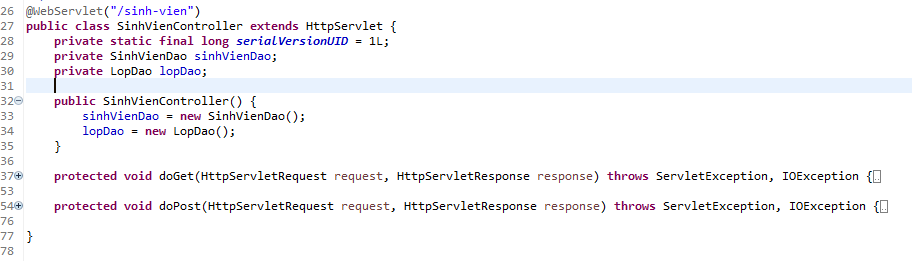 26 @WebServlet("/sinh-vien")
27 public class SinhVienController extends HttpServlet {
28     private static final long serialVersionUID = 1L;
29     private SinhVienDao sinhVienDao;
30     private LopDao lopDao;
31
32     public SinhVienController() {
33         sinhVienDao = new SinhVienDao();
34         lopDao = new LopDao();
35     }
36
37     protected void doGet(HttpServletRequest request, HttpServletResponse response) throws ServletException, IOException {
53
54     protected void doPost(HttpServletRequest request, HttpServletResponse response) throws ServletException, IOException {
76
77 }
78